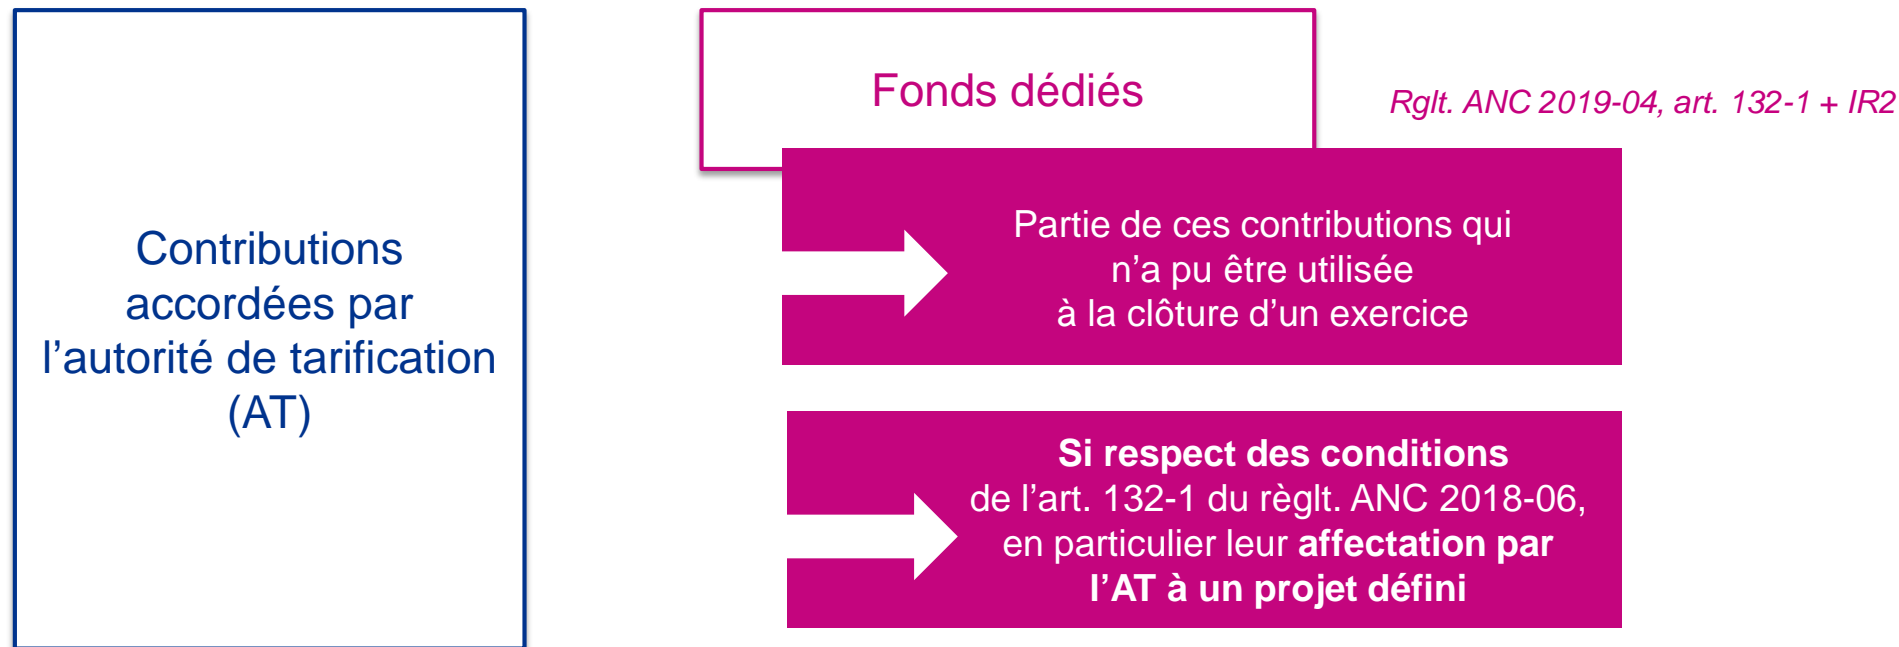 Contributions
accordées par
l’autorité de tarification
(AT)
Fonds dédiés
Rglt. ANC 2019-04, art. 132-1 + IR2
Partie de ces contributions qui
n’a pu être utilisée
à la clôture d’un exercice
Si respect des conditions
de l’art. 132-1 du règlt. ANC 2018-06,
en particulier leur affectation par
l’AT à un projet défini